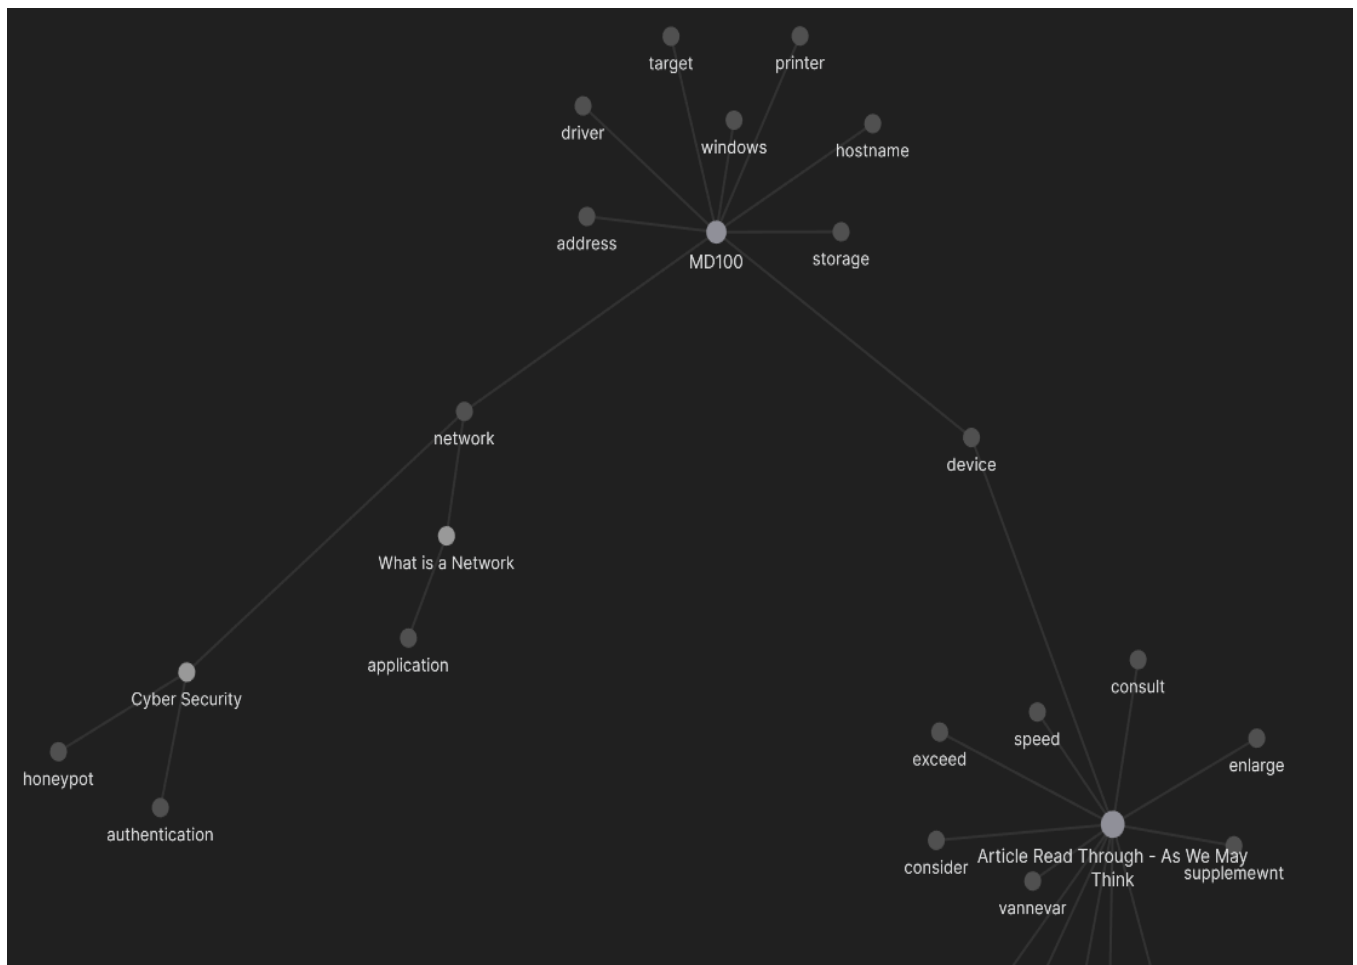 target
printer
driver
windows
hostname
address
MD100
storage
network
device
What is a Network
application
Cyber Security
consult
speed
exceed
enlarge
honeypot
authentication
Article Read Through - As We May
Think
consider
supplemewnt
vannevar